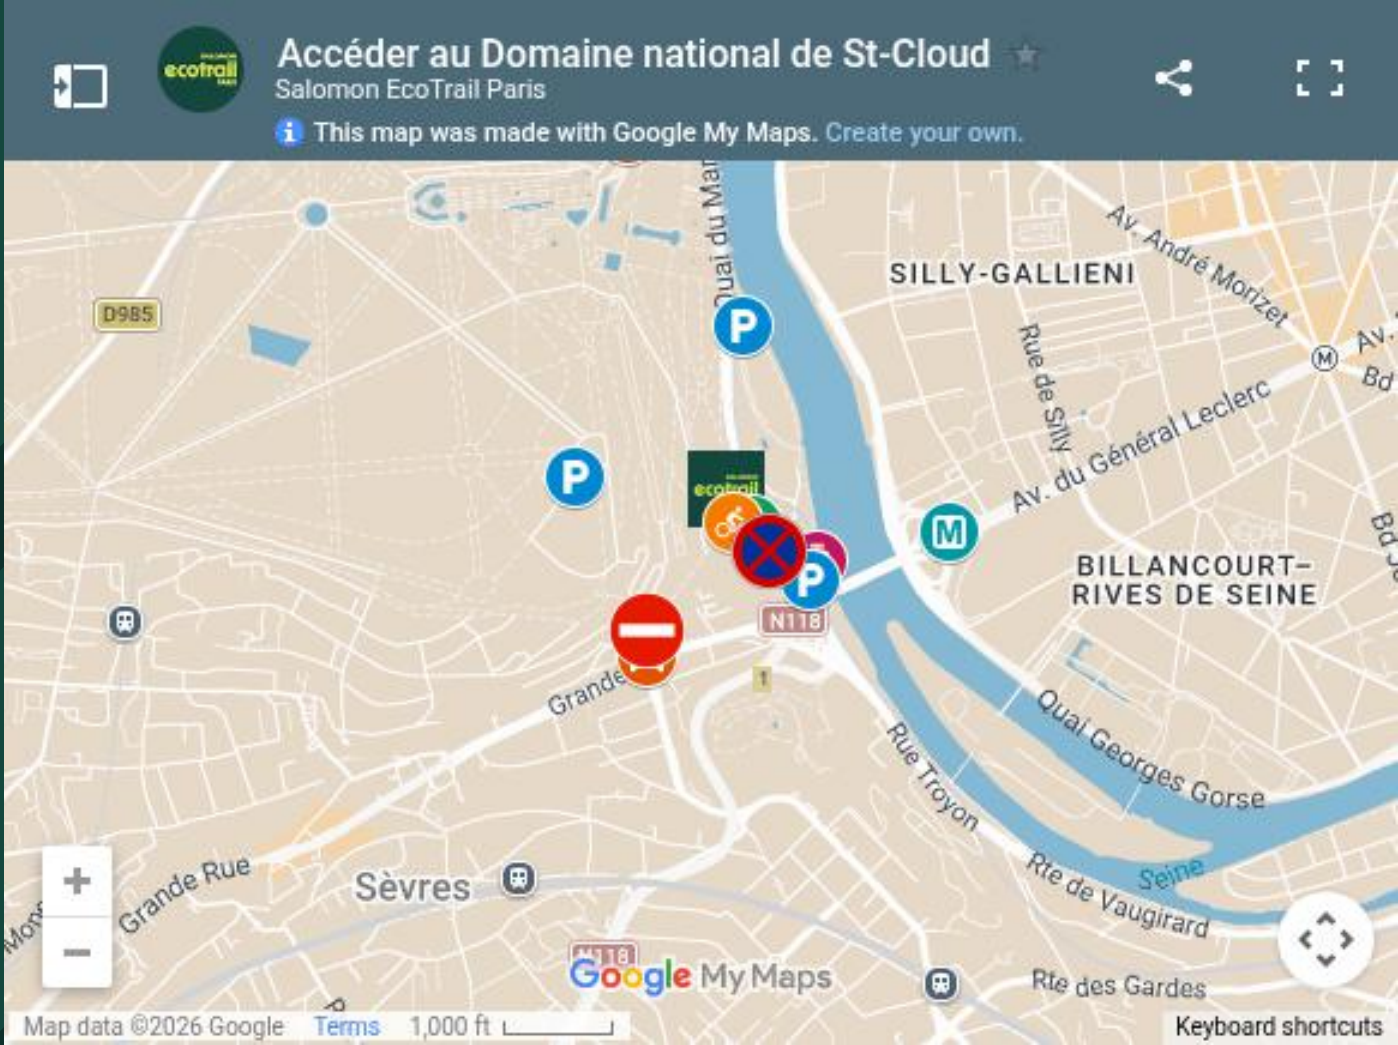 Accéder au Domaine national de St-Cloud
SALOMON
ecotrail
PARIS
Salomon EcoTrail Paris
This map was made with Google My Maps. Create your own.
Quai du Mar
Av. André Morizet
SILLY-GALLIENI
D985
P
Rue de Silly
Av.
M
Bd
Av. du Général Leclerc
P
ecotrail
M
Bd
BILLANCOURT–
RIVES DE SEINE
P
N118
Grande
1
Quai Georges Gorse
Rue Troyon
Grande Rue
Sèvres
Seine
Rte de Vaugirard
N118
Google My Maps
Rte des Gardes
Map data ©2026 Google
Terms
1,000 ft
Keyboard shortcuts